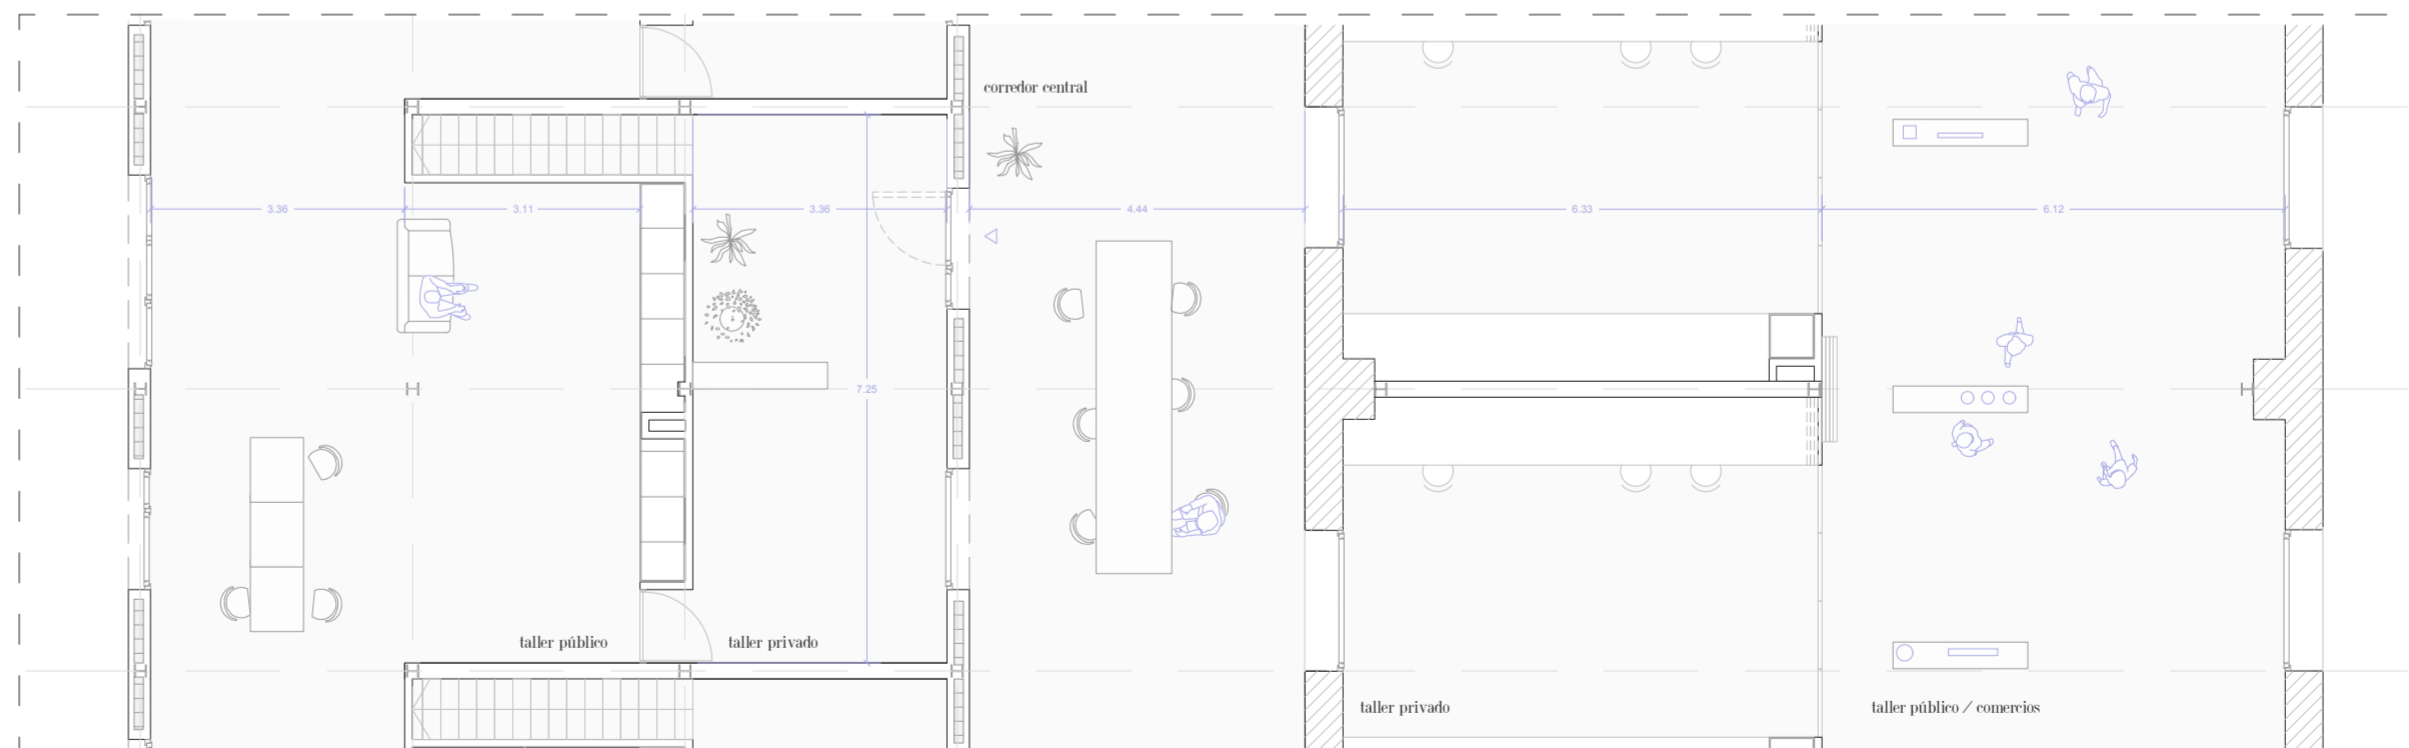 corredor central
3.36
3.11
3.36
4.44
6.33
6.12
7.25
taller público
taller privado
taller privado
taller público / comercios